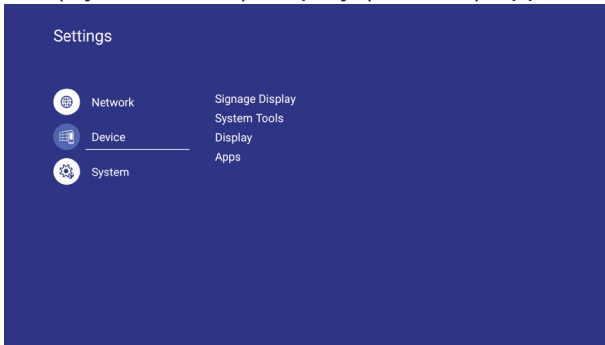 Settings
Network
Device
System
Signage Display
System Tools
Display
Apps